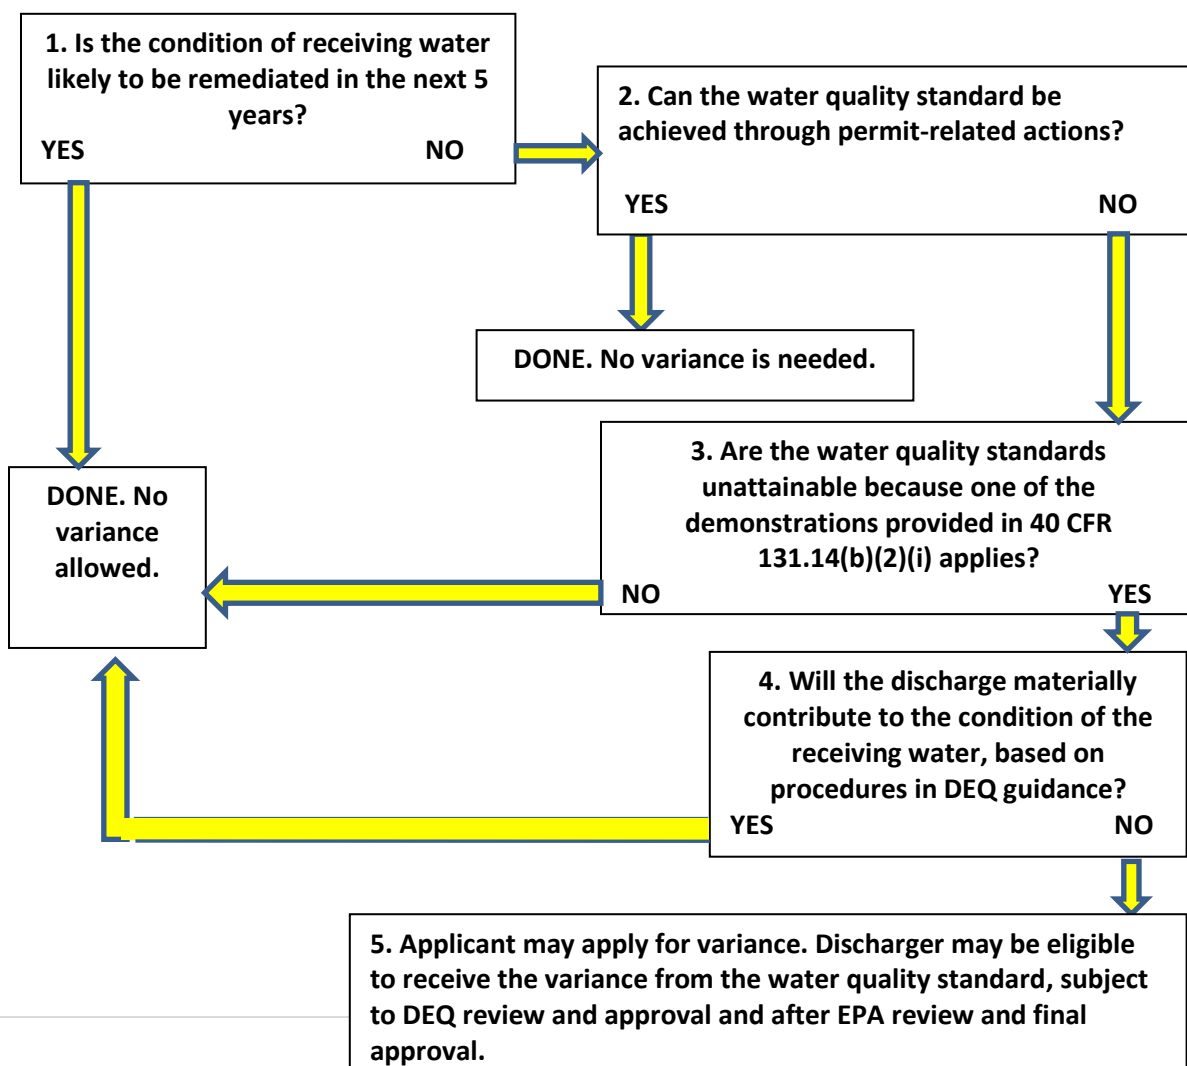 1. Is the condition of receiving water
likely to be remediated in the next 5
years?
YES NO
2. Can the water quality standard be
achieved through permit-related actions?
YES NO
DONE. No variance is needed.
3. Are the water quality standards
unattainable because one of the
demonstrations provided in 40 CFR
131.14(b)(2)(i) applies?
NO YES
DONE. No
variance
allowed.
4. Will the discharge materially
contribute to the condition of the
receiving water, based on
procedures in DEQ guidance?
YES NO
5. Applicant may apply for variance. Discharger may be eligible
to receive the variance from the water quality standard, subject
to DEQ review and approval and after EPA review and final
approval.